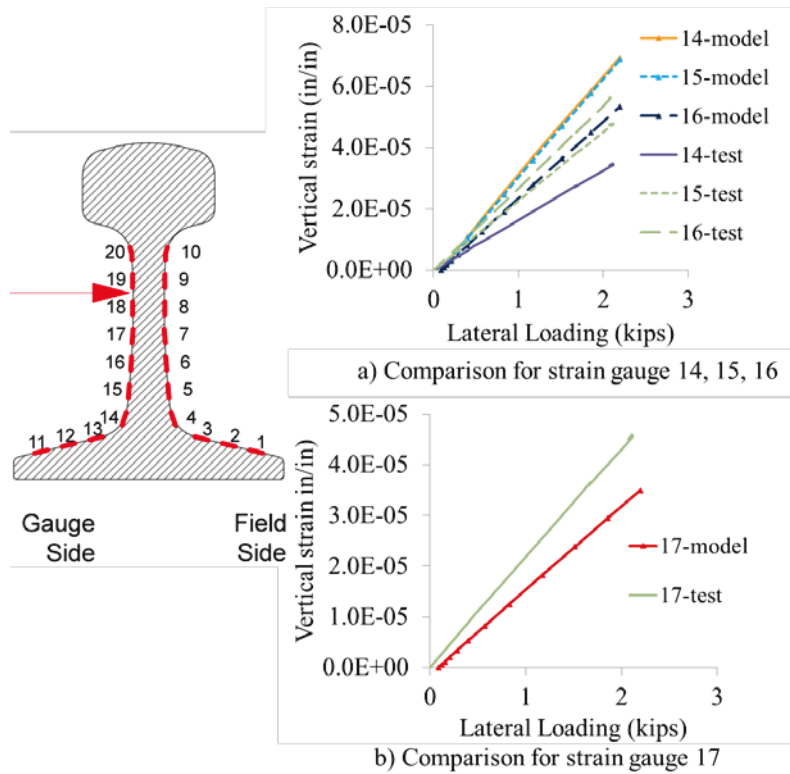 20
10
19
9
18
8
17
7
16
6
15
5
14
4
13
3
12
2
11
1
Gauge
Side
Field
Side
8.0E-05
6.0E-05
4.0E-05
2.0E-05
0.0E+00
Vertical strain (in/in)
0
1
2
3
Lateral Loading (kips)
14-model
15-model
16-model
14-test
15-test
16-test
a) Comparison for strain gauge 14, 15, 16
5.0E-05
4.0E-05
3.0E-05
2.0E-05
1.0E-05
0.0E+00
Vertical strain in/in)
0
1
2
3
Lateral Loading (kips)
17-model
17-test
b) Comparison for strain gauge 17